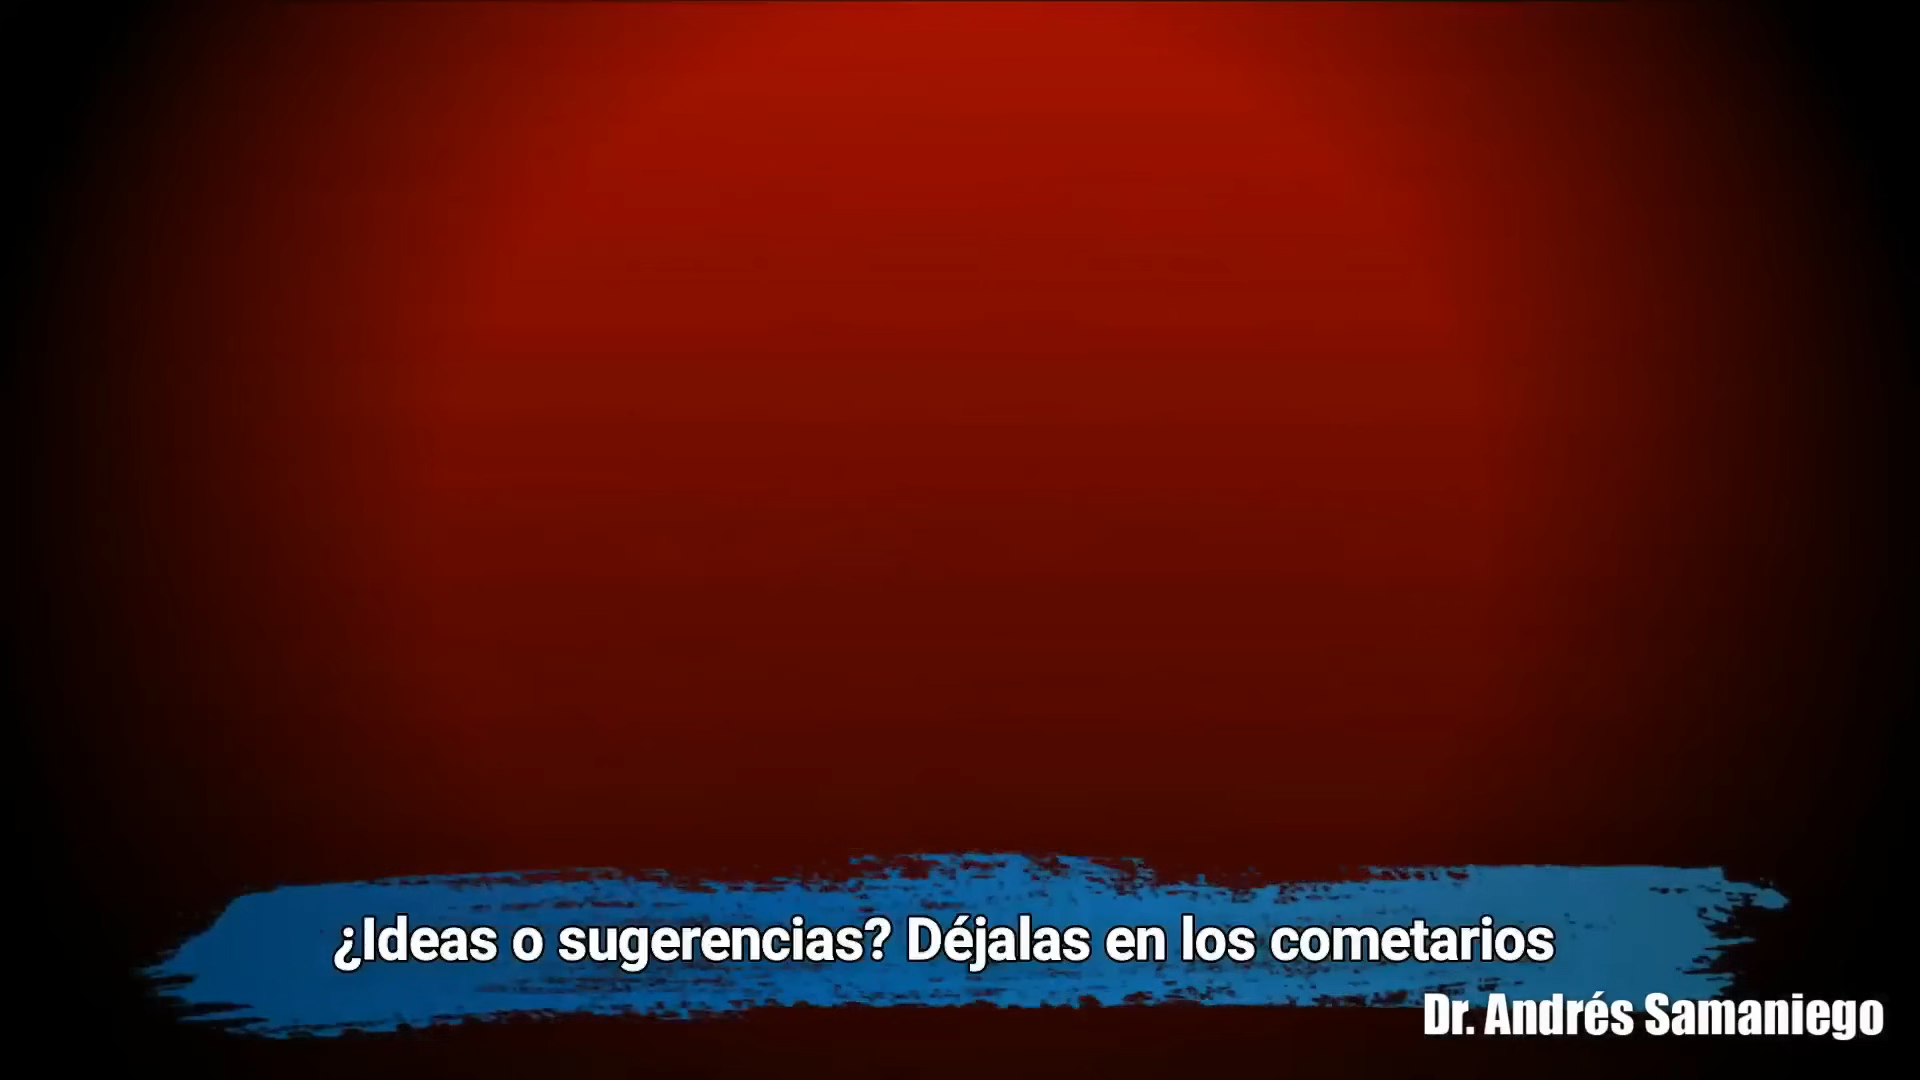 ¿Ideas o sugerencias? Déjalas en los cometarios
Dr. Andrés Samaniego